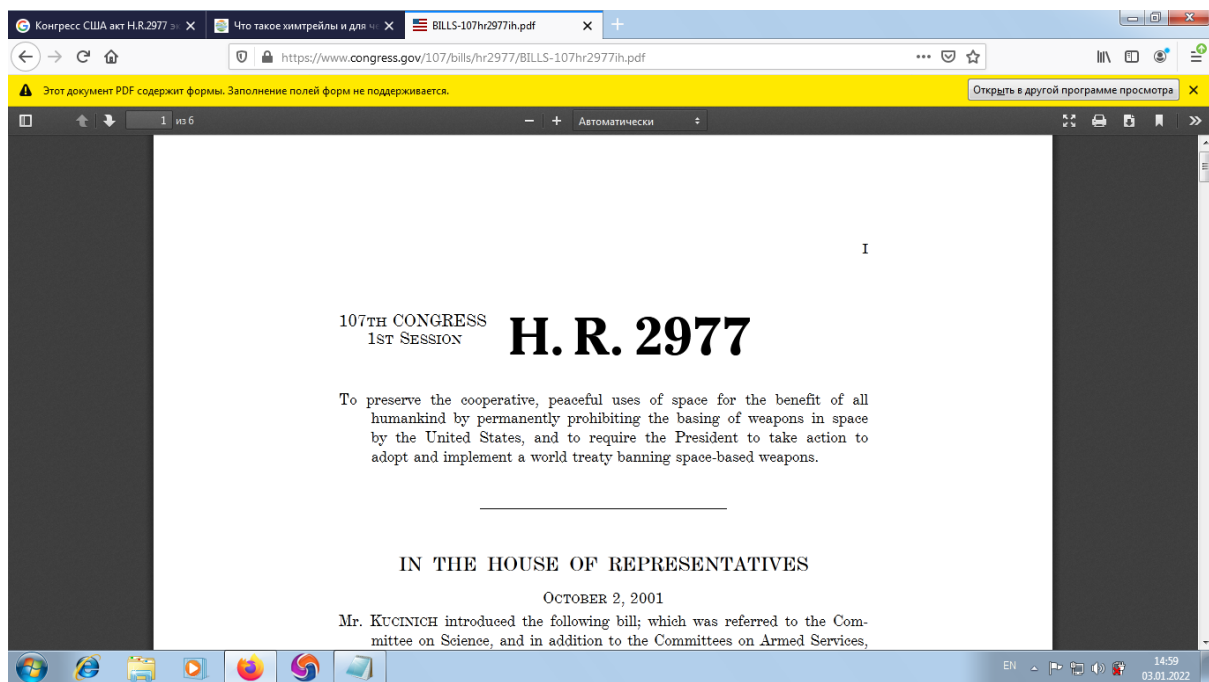 Конгресс США акт H.R.2977 эк
Что такое химтрейлы и для че
BILLS-107hr2977ih.pdf
https://www.congress.gov/107/bills/hr2977/BILLS-107hr2977ih.pdf
Этот документ PDF содержит формы. Заполнение полей форм не поддерживается.
Открыть в другой программе просмотра
1 из 6
Автоматически
I
107TH CONGRESS
1ST SESSION
H. R. 2977
To preserve the cooperative, peaceful uses of space for the benefit of all
humankind by permanently prohibiting the basing of weapons in space
by the United States, and to require the President to take action to
adopt and implement a world treaty banning space-based weapons.
IN THE HOUSE OF REPRESENTATIVES
OCTOBER 2, 2001
Mr. KUCINICH introduced the following bill; which was referred to the Com-
mittee on Science, and in addition to the Committees on Armed Services,
EN
14:59
03.01.2022